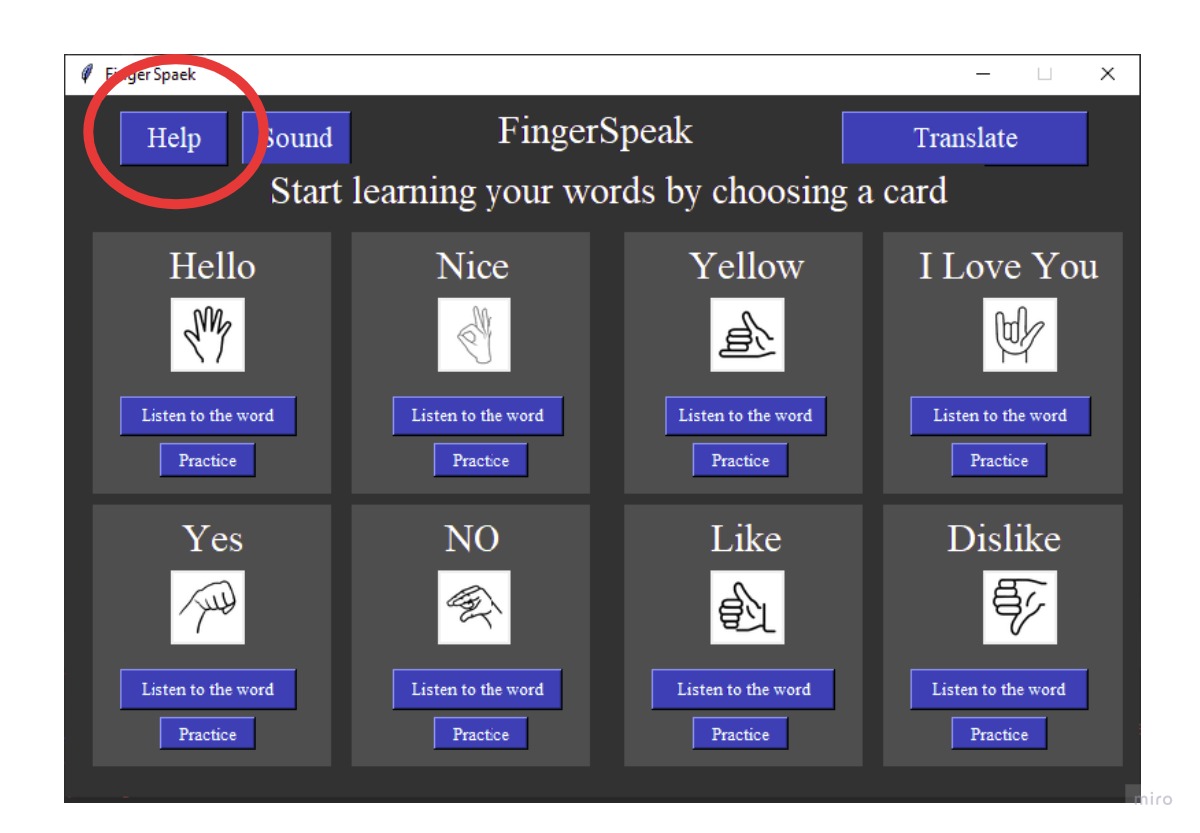 Finger Spaek
Help Sound FingerSpeak Translate
Start learning your words by choosing a card
Hello Nice Yellow I Love You
Listen to the word Listen to the word Listen to the word Listen to the word
Practice Practice Practice Practice
Yes NO Like Dislike
Listen to the word Listen to the word Listen to the word Listen to the word
Practice Practice Practice Practice
miro